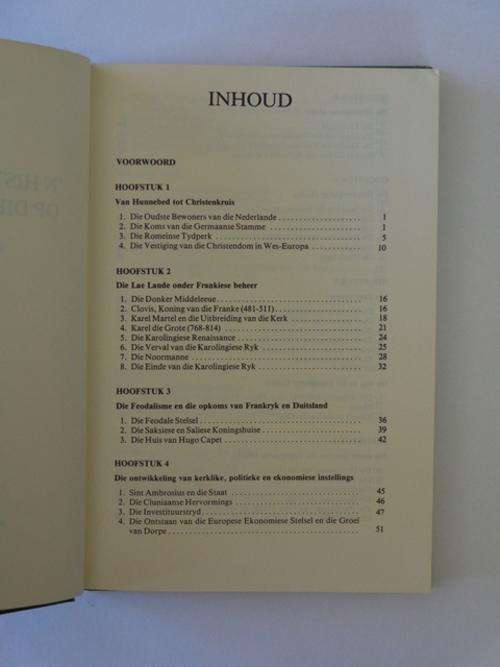 INHOUD
VOORWOORD
HOOFSTUK 1
Van Hunnebed tot Christenkruis
1. Die Oudste Bewoners van die Nederlande . . . . . . . . . . . . . . . . . . . . . . 1
2. Die Koms van die Germaanse Stamme . . . . . . . . . . . . . . . . . . . . . . . 1
3. Die Romeinse Tydperk . . . . . . . . . . . . . . . . . . . . . . . . . . . . . . . . . 5
4. Die Vestiging van die Christendom in Wes-Europa . . . . . . . . . . . . . 10
HOOFSTUK 2
Die Lae Lande onder Frankiese beheer
1. Die Donker Middeleeue . . . . . . . . . . . . . . . . . . . . . . . . . . . . . . . . 16
2. Clovis, Koning van die Franke (481-511) . . . . . . . . . . . . . . . . . . . . . 16
3. Karel Martel en die Uitbreiding van die Kerk . . . . . . . . . . . . . . . . . 18
4. Karel die Grote (768-814) . . . . . . . . . . . . . . . . . . . . . . . . . . . . . . . 21
5. Die Karolingiese Renaissance . . . . . . . . . . . . . . . . . . . . . . . . . . . . 24
6. Die Verval van die Karolingiese Ryk . . . . . . . . . . . . . . . . . . . . . . . . 25
7. Die Noormanne . . . . . . . . . . . . . . . . . . . . . . . . . . . . . . . . . . . . . . 28
8. Die Einde van die Karolingiese Ryk . . . . . . . . . . . . . . . . . . . . . . . . 32
HOOFSTUK 3
Die Feodalisme en die opkoms van Frankryk en Duitsland
1. Die Feodale Stelsel . . . . . . . . . . . . . . . . . . . . . . . . . . . . . . . . . . . . 36
2. Die Saksiese en Saliese Koningshuise . . . . . . . . . . . . . . . . . . . . . . . 39
3. Die Huis van Hugo Capet . . . . . . . . . . . . . . . . . . . . . . . . . . . . . . . 42
HOOFSTUK 4
Die ontwikkeling van kerklike, politieke en ekonomiese instellings
1. Sint Ambrosius en die Staat . . . . . . . . . . . . . . . . . . . . . . . . . . . . . 45
2. Die Cluniaanse Hervormings . . . . . . . . . . . . . . . . . . . . . . . . . . . . . 46
3. Die Investituurstryd . . . . . . . . . . . . . . . . . . . . . . . . . . . . . . . . . . . 47
4. Die Ontstaan van die Europese Ekonomiese Stelsel en die Groei
van Dorpe . . . . . . . . . . . . . . . . . . . . . . . . . . . . . . . . . . . . . . . . . . . 51